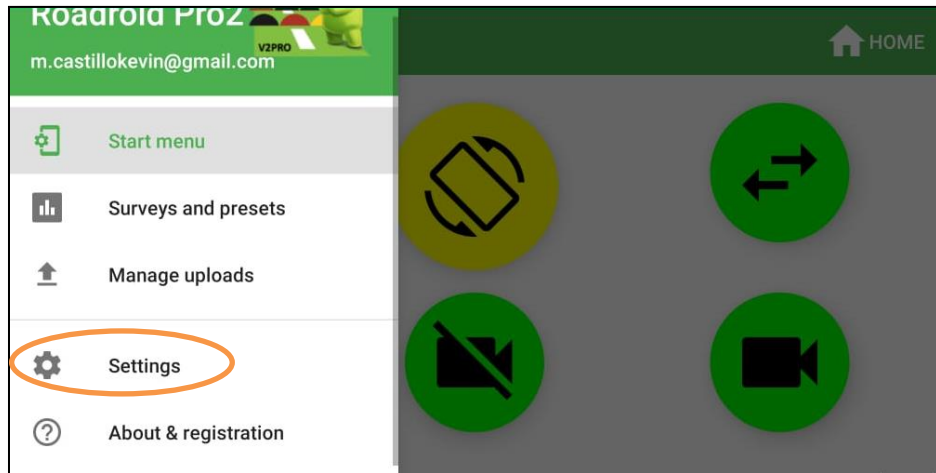 Roadroid Pro2
V2PRO
m.castillokevin@gmail.com
HOME
Start menu
Surveys and presets
Manage uploads
Settings
About & registration